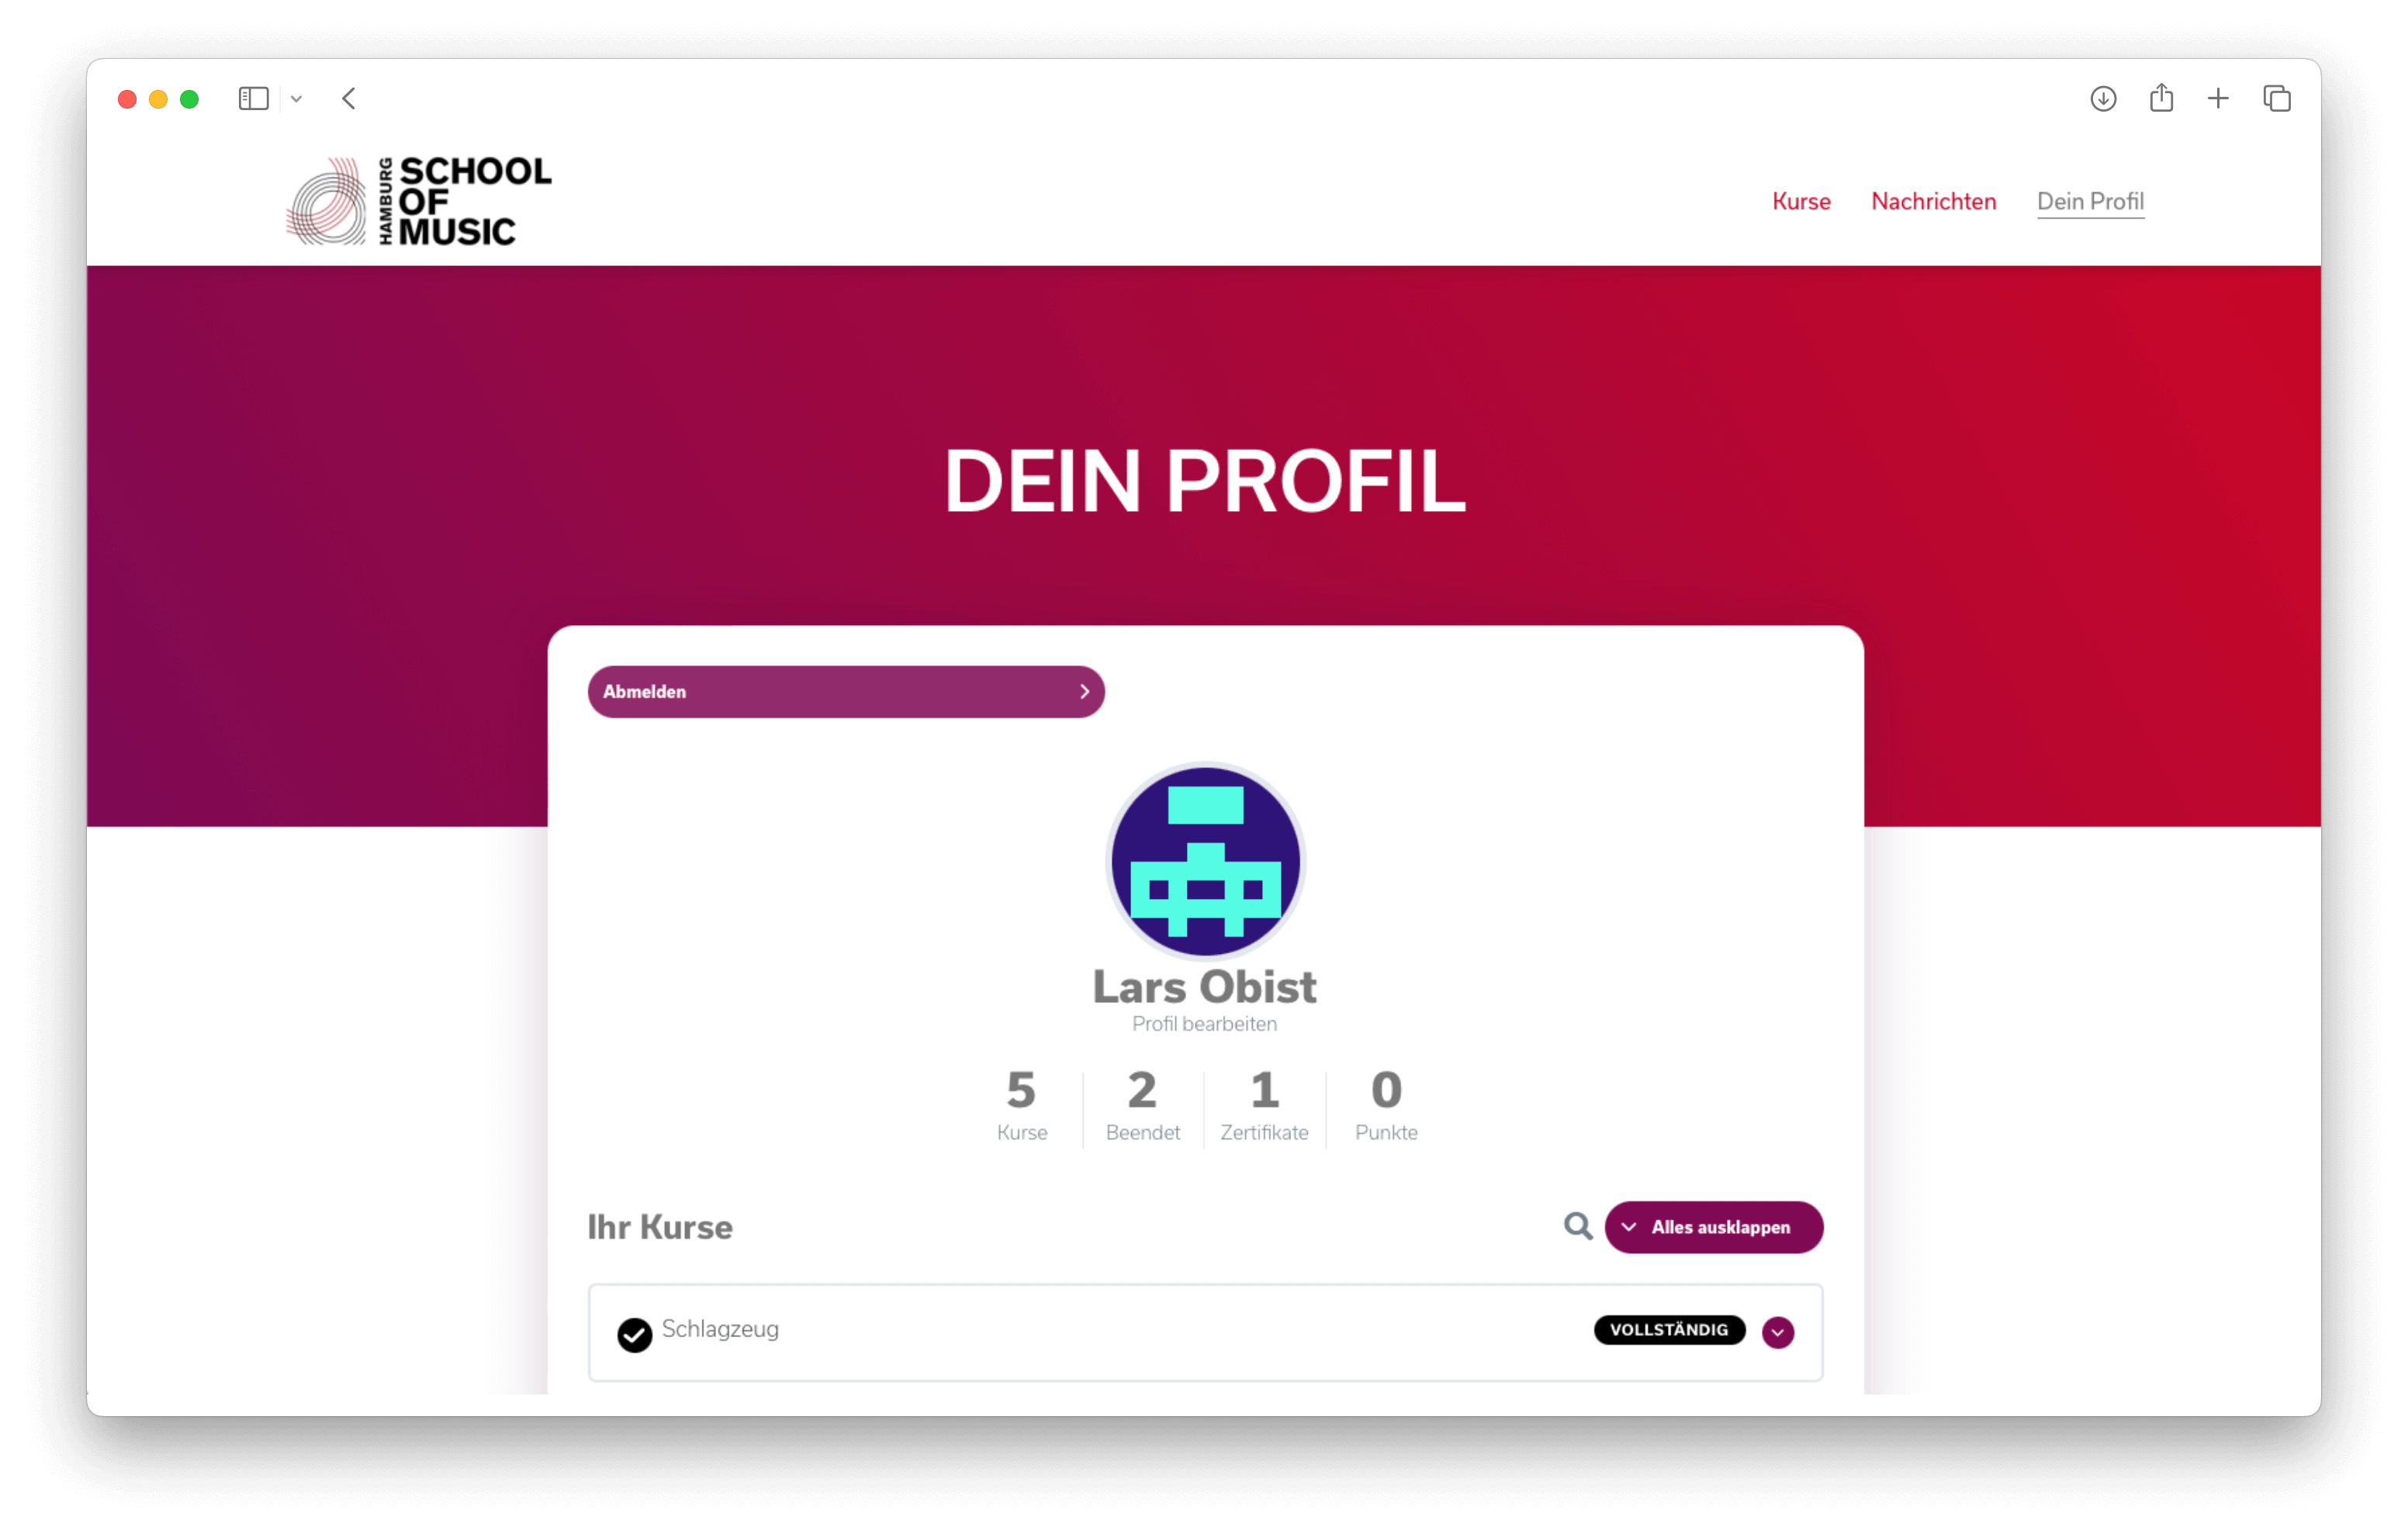 HAMBURG
SCHOOL
OF
MUSIC
Kurse Nachrichten Dein Profil
DEIN PROFIL
Abmelden
Lars Obist
Profil bearbeiten
5 2 1 0
Kurse Beendet Zertifikate Punkte
Ihr Kurse Alles ausklappen
Schlagzeug VOLLSTÄNDIG